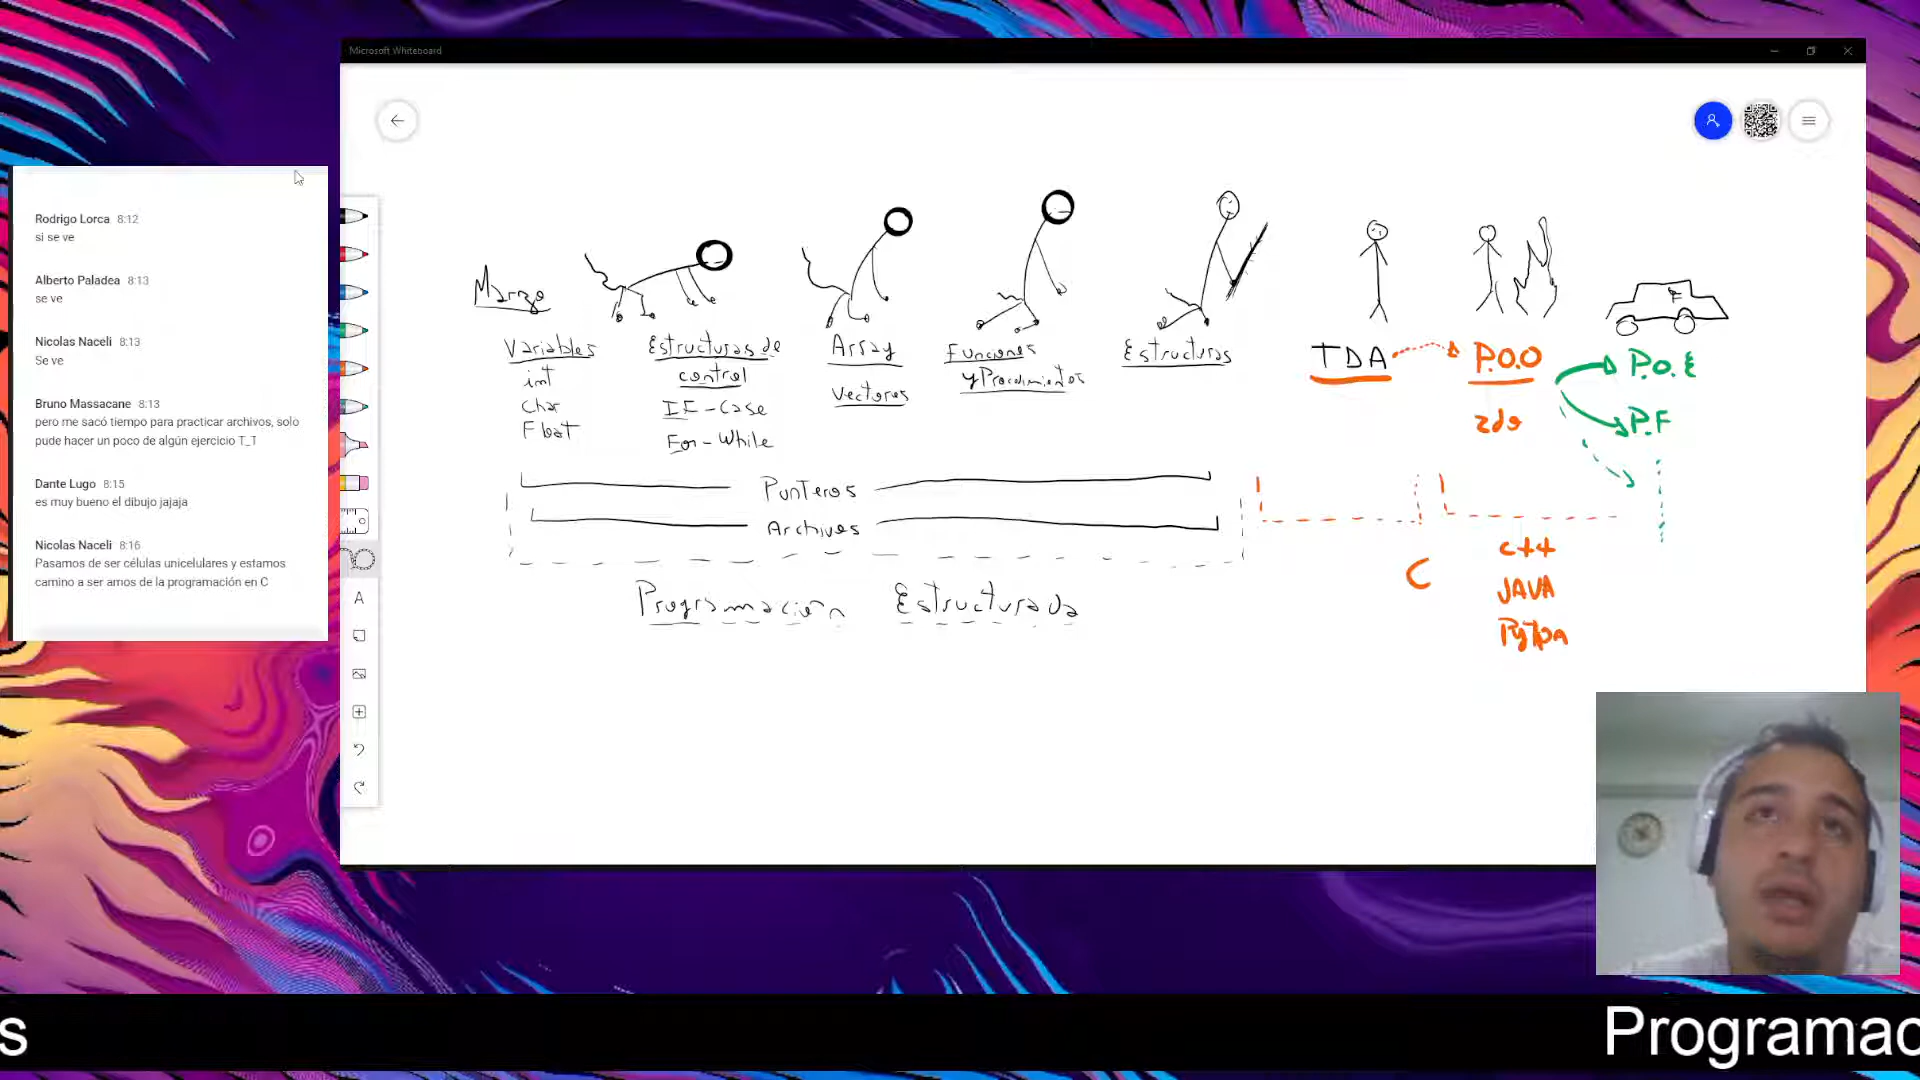 Microsoft Whiteboard
Rodrigo Lorca 8:12
si se ve
Alberto Paladea 8:13
se ve
Nicolas Naceli 8:13
Se ve
Bruno Massacane 8:13
pero me sacó tiempo para practicar archivos, solo
pude hacer un poco de algún ejercicio T_T
Dante Lugo 8:15
es muy bueno el dibujo jajaja
Nicolas Naceli 8:16
Pasamos de ser células unicelulares y estamos
camino a ser amos de la programación en C
Marzo
Variables
int
Char
Float
Estructuras de
control
IF - Case
For - While
Array
Vectores
Funciones
y Procedimientos
Estructuras
TDA
P.O.O
2do
P.O.E
P.F
F
Punteros
Archivos
Programación Estructurada
C
C++
JAVA
A
s
Programac